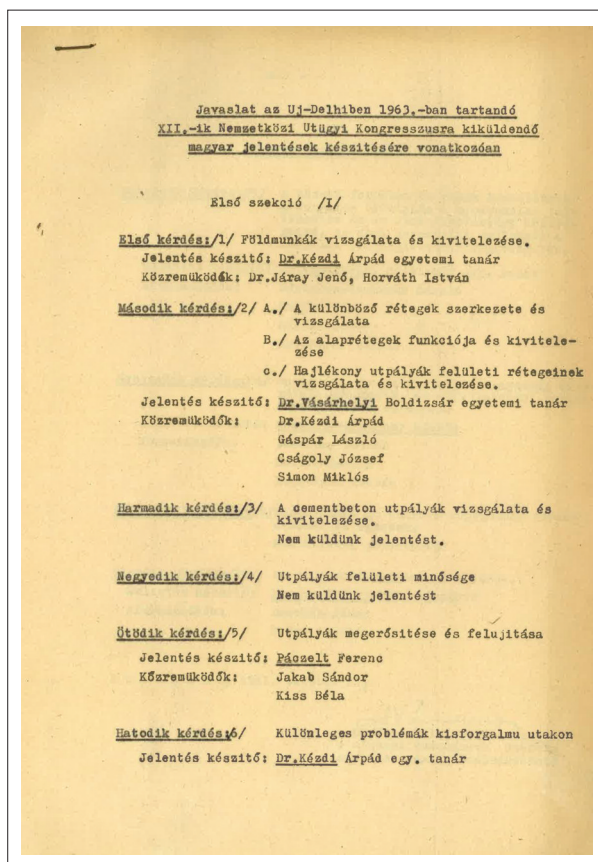 Javaslat az Uj-Delhiben 1963.-ban tartandó
XII.-ik Nemzetközi Utügyi Kongresszusra kiküldendő
magyar jelentések készitésére vonatkozóan
Első szekció /I/
Első kérdés:/1/ Földmunkák vizsgálata és kivitelezése.
Jelentés készitő: Dr.Kézdi Árpád egyetemi tanár
Közremüködők: Dr.Járay Jenő, Horváth István
Második kérdés:/2/ A./ A különböző rétegek szerkezete és
vizsgálata
B./ Az alaprétegek funkciója és kivitele-
zése
c./ Hajlékony utpályák felületi rétegeinek
vizsgálata és kivitelezése.
Jelentés készitő: Dr.Vásárhelyi Boldizsár egyetemi tanár
Közremüködők: Dr.Kézdi Árpád
Gáspár László
Cságoly József
Simon Miklós
Harmadik kérdés:/3/ A cementbeton utpályák vizsgálata és
kivitelezése.
Nem küldünk jelentést.
Negyedik kérdés:/4/ Utpályák felületi minősége
Nem küldünk jelentést
Ötödik kérdés:/5/ Utpályák megerősitése és felujitása
Jelentés készitő: Páczelt Ferenc
Közremüködők: Jakab Sándor
Kiss Béla
Hatodik kérdés:6/ Különleges problémák kisforgalmu utakon
Jelentés készitő: Dr.Kézdi Árpád egy. tanár